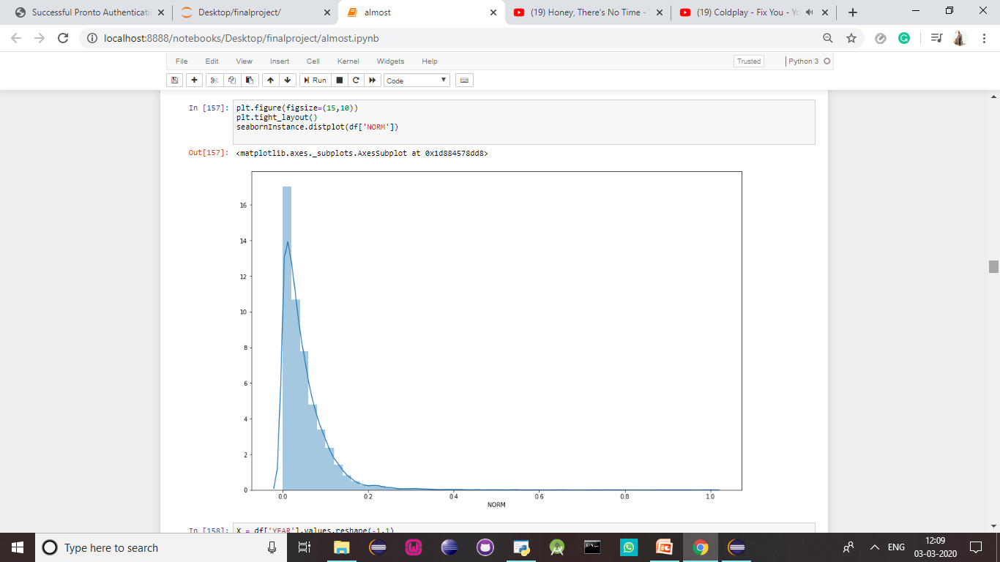 Successful Pronto Authenticati
Desktop/finalproject/
almost
(19) Honey, There's No Time -
(19) Coldplay - Fix You - Yo
localhost:8888/notebooks/Desktop/finalproject/almost.ipynb
File Edit View Insert Cell Kernel Widgets Help Trusted Python 3
Run Code
In [157]: plt.figure(figsize=(15,10))
plt.tight_layout()
seabornInstance.distplot(df['NORM'])
Out[157]: <matplotlib.axes._subplots.AxesSubplot at 0x1d884578dd8>
16
14
12
10
8
6
4
2
0
0.0 0.2 0.4 0.6 0.8 1.0
NORM
In [158]: X = df['YEAR'].values.reshape(-1,1)
Type here to search
ENG
12:09
03-03-2020